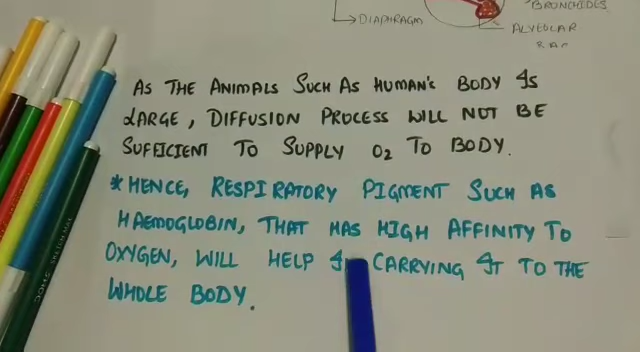 BRONCHIOLES
DIAPHRAGM
ALVEOLAR
AS THE ANIMALS SUCH AS HUMAN'S BODY IS
LARGE, DIFFUSION PROCESS WILL NOT BE
SUFICIENT TO SUPPLY O2 TO BODY.
*HENCE, RESPIRATORY PIGMENT SUCH AS
HAEMOGLOBIN, THAT HAS HIGH AFFINITY TO
OXYGEN, WILL HELP IN CARRYING IT TO THE
WHOLE BODY.